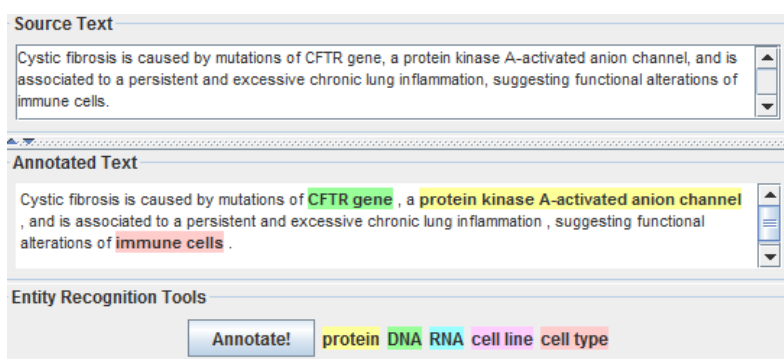 Source Text
Cystic fibrosis is caused by mutations of CFTR gene, a protein kinase A-activated anion channel, and is
associated to a persistent and excessive chronic lung inflammation, suggesting functional alterations of
immune cells.
Annotated Text
Cystic fibrosis is caused by mutations of CFTR gene , a protein kinase A-activated anion channel
, and is associated to a persistent and excessive chronic lung inflammation , suggesting functional
alterations of immune cells .
Entity Recognition Tools
Annotate! protein DNA RNA cell line cell type